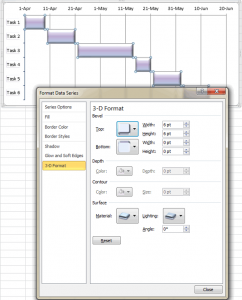 1-Apr 11-Apr 21-Apr 1-May 11-May 21-May 31-May 10-Jun 20-Jun
Task 1
Task 2
Task 3
Task 4
Task 5
Task 6
Format Data Series
Series Options
Fill
Border Color
Border Styles
Shadow
Glow and Soft Edges
3-D Format
3-D Format
Bevel
Top: Width: 6 pt
Height: 6 pt
Bottom: Width: 0 pt
Height: 0 pt
Depth
Color: Depth: 0 pt
Contour
Color: Size: 0 pt
Surface
Material: Lighting:
Angle: 0°
Reset
Close